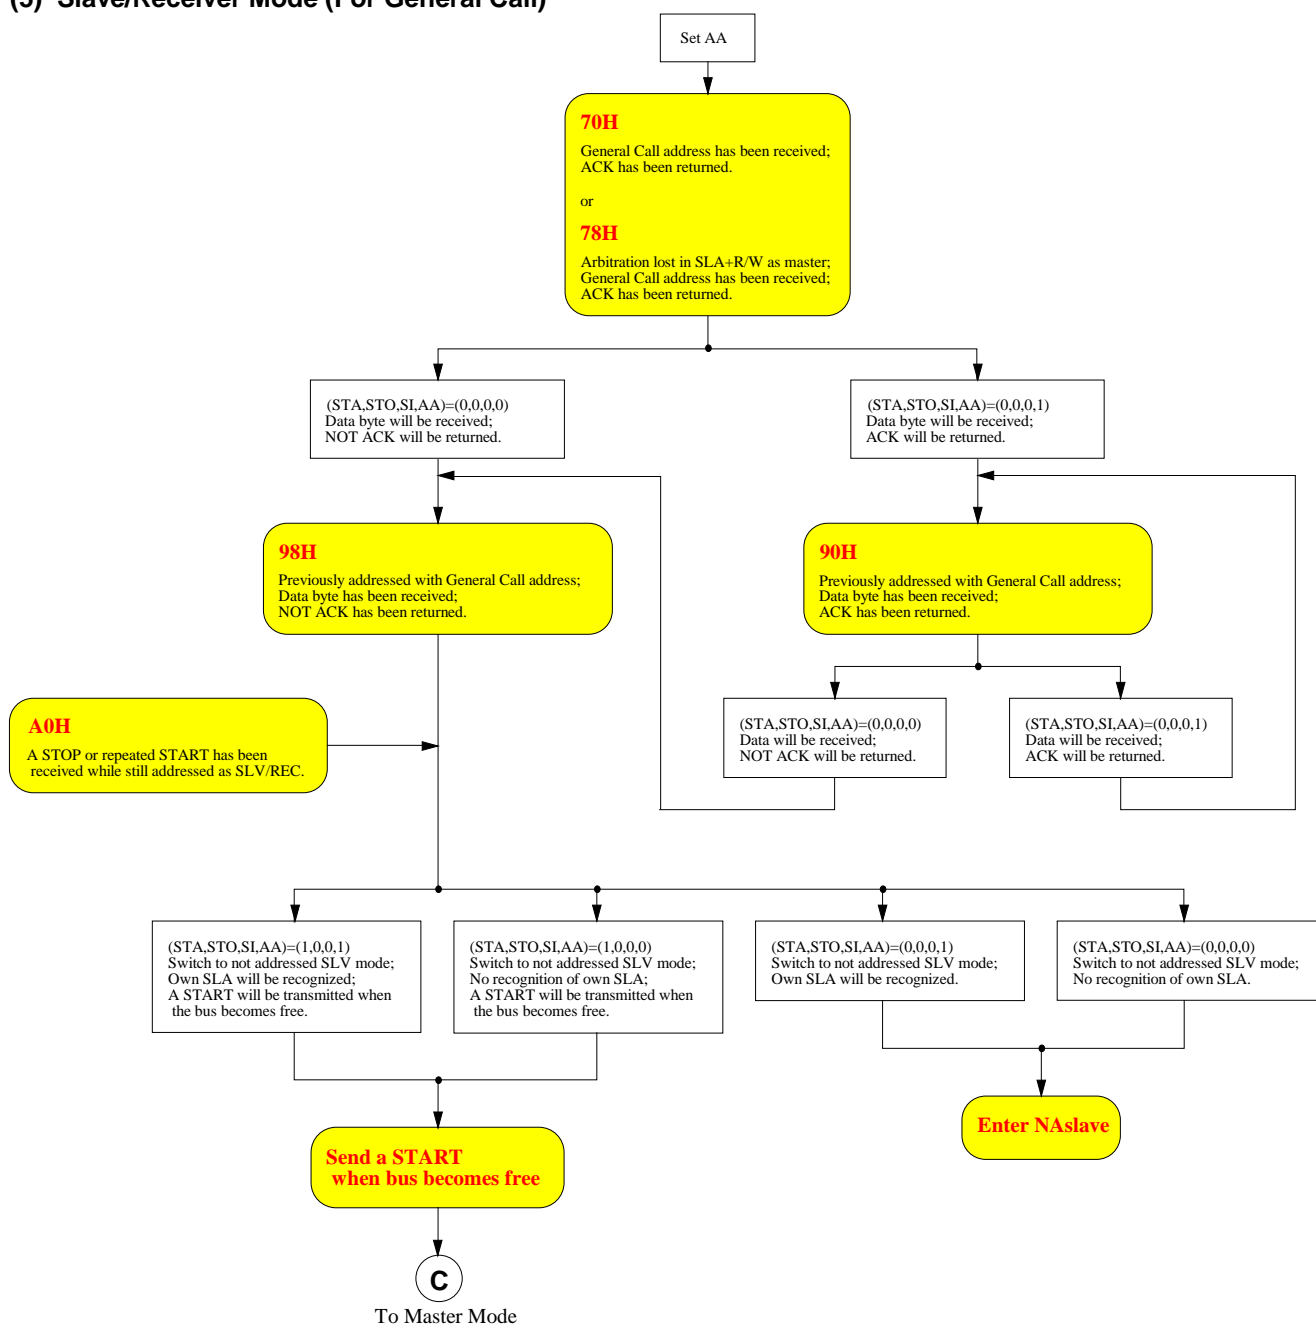 (5) Slave/Receiver Mode (For General Call)
Set AA
70H
General Call address has been received;
ACK has been returned.
or
78H
Arbitration lost in SLA+R/W as master;
General Call address has been received;
ACK has been returned.
(STA,STO,SI,AA)=(0,0,0,0)
Data byte will be received;
NOT ACK will be returned.
(STA,STO,SI,AA)=(0,0,0,1)
Data byte will be received;
ACK will be returned.
98H
Previously addressed with General Call address;
Data byte has been received;
NOT ACK has been returned.
90H
Previously addressed with General Call address;
Data byte has been received;
ACK has been returned.
A0H
A STOP or repeated START has been
received while still addressed as SLV/REC.
(STA,STO,SI,AA)=(0,0,0,0)
Data will be received;
NOT ACK will be returned.
(STA,STO,SI,AA)=(0,0,0,1)
Data will be received;
ACK will be returned.
(STA,STO,SI,AA)=(1,0,0,1)
Switch to not addressed SLV mode;
Own SLA will be recognized;
A START will be transmitted when
the bus becomes free.
(STA,STO,SI,AA)=(1,0,0,0)
Switch to not addressed SLV mode;
No recognition of own SLA;
A START will be transmitted when
the bus becomes free.
(STA,STO,SI,AA)=(0,0,0,1)
Switch to not addressed SLV mode;
Own SLA will be recognized.
(STA,STO,SI,AA)=(0,0,0,0)
Switch to not addressed SLV mode;
No recognition of own SLA.
Send a START
when bus becomes free
Enter NAslave
C
To Master Mode